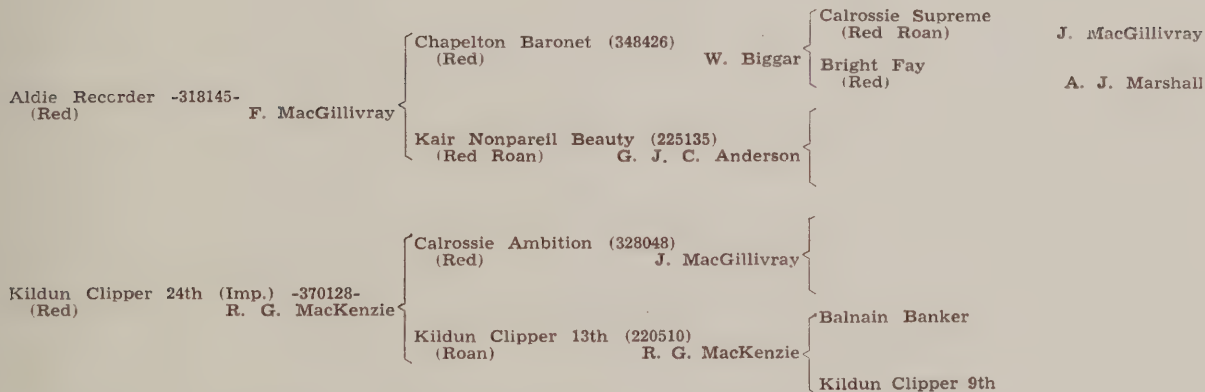 Calrossie Supreme
(Red Roan) J. MacGillivray
Chapelton Baronet (348426)
(Red) W. Biggar
Bright Fay
(Red) A. J. Marshall
Aldie Recorder -318145-
(Red) F. MacGillivray
Kair Nonpareil Beauty (225135)
(Red Roan) G. J. C. Anderson
Calrossie Ambition (328048)
(Red) J. MacGillivray
Kildun Clipper 24th (Imp.) -370128-
(Red) R. G. MacKenzie
Balnain Banker
Kildun Clipper 13th (220510)
(Roan) R. G. MacKenzie
Kildun Clipper 9th